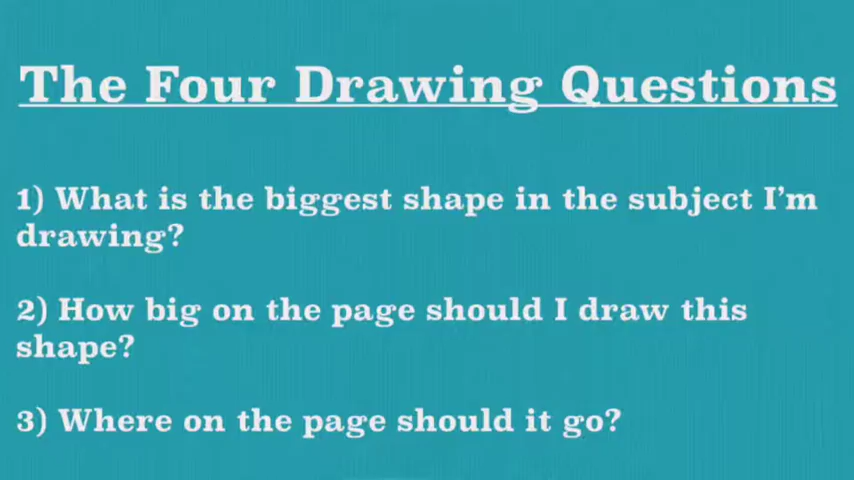 The Four Drawing Questions
1) What is the biggest shape in the subject I'm
drawing?
2) How big on the page should I draw this
shape?
3) Where on the page should it go?